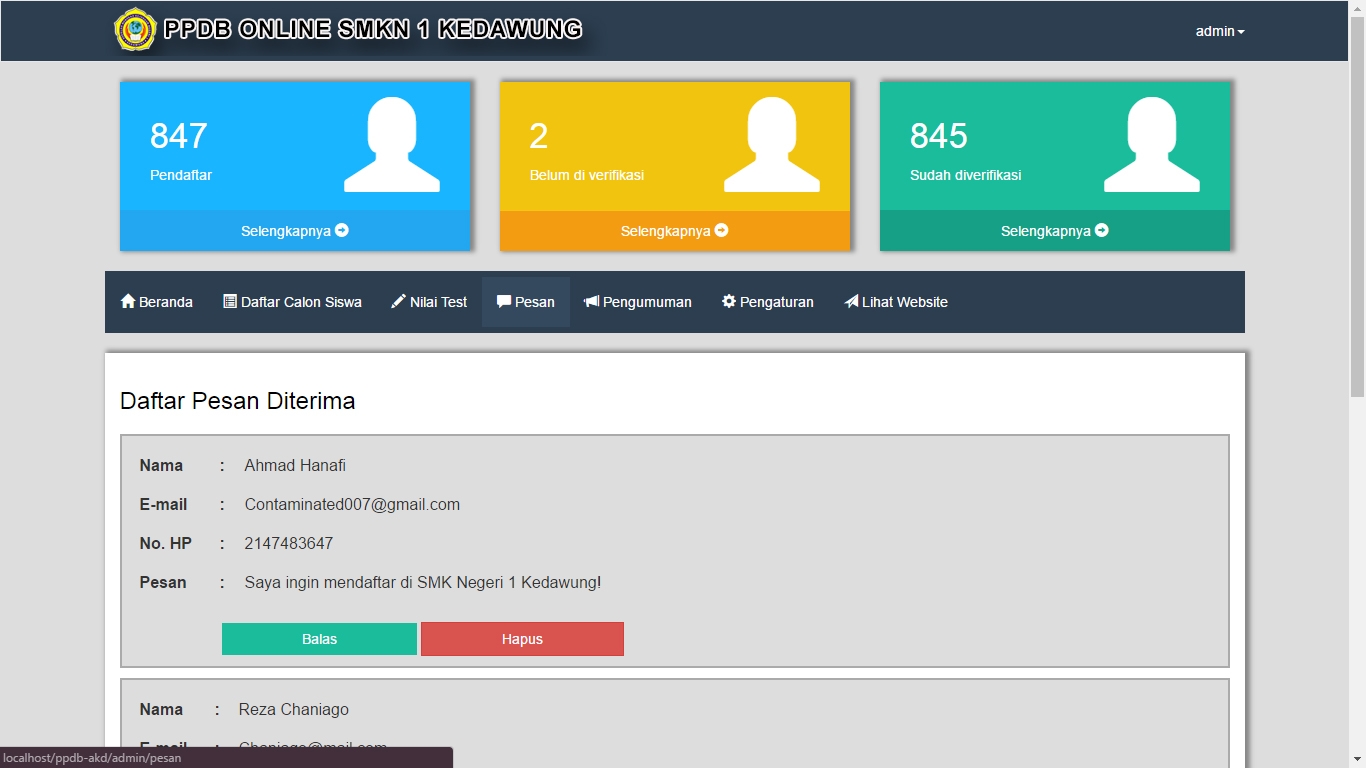 PPDB ONLINE SMKN 1 KEDAWUNG
admin
847
Pendaftar
Selengkapnya
2
Belum di verifikasi
Selengkapnya
845
Sudah diverifikasi
Selengkapnya
Beranda Daftar Calon Siswa Nilai Test Pesan Pengumuman Pengaturan Lihat Website
Daftar Pesan Diterima
Nama : Ahmad Hanafi
E-mail : Contaminated007@gmail.com
No. HP : 2147483647
Pesan : Saya ingin mendaftar di SMK Negeri 1 Kedawung!
Balas Hapus
Nama : Reza Chaniago
E-mail : Chaniago@mail.com
localhost/ppdb-akd/admin/pesan